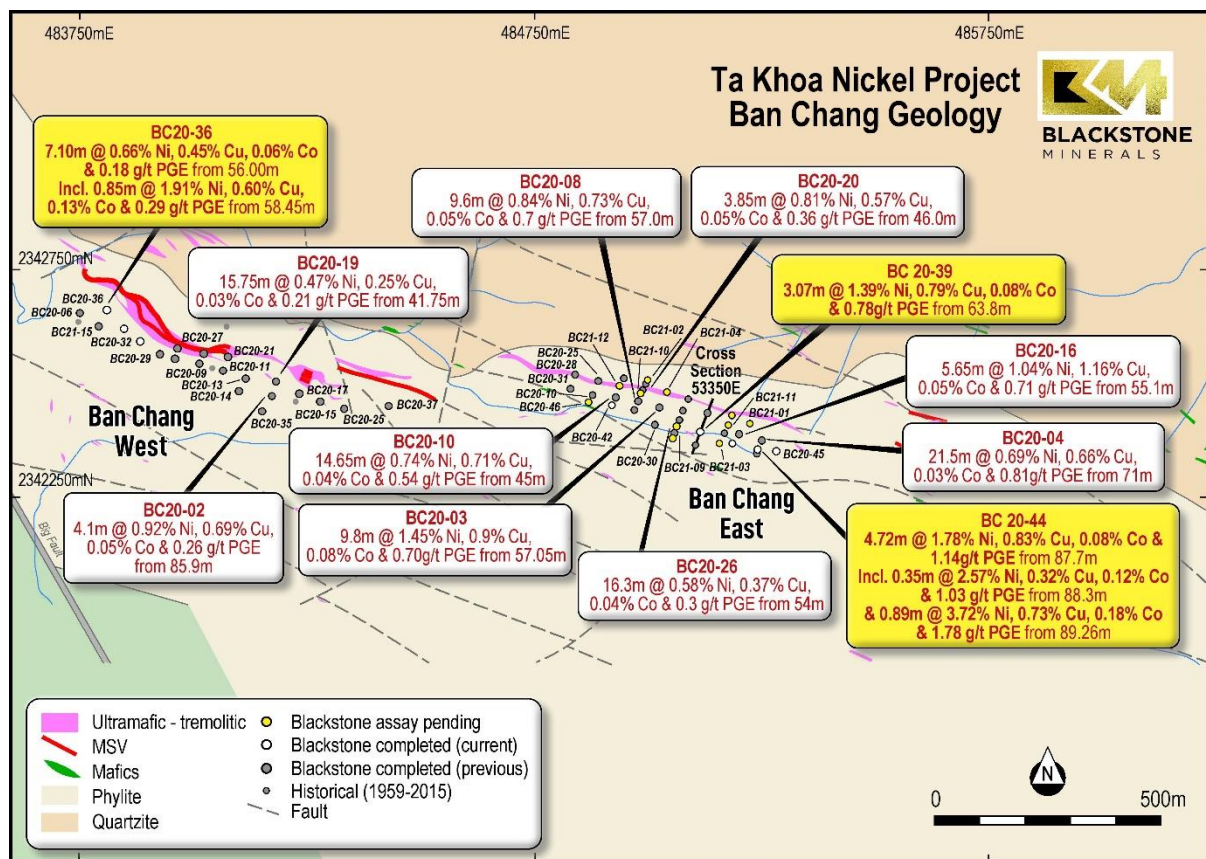 483750mE
484750mE
485750mE
Ta Khoa Nickel Project
Ban Chang Geology
BLACKSTONE
MINERALS
BC20-36
7.10m @ 0.66% Ni, 0.45% Cu, 0.06% Co
& 0.18 g/t PGE from 56.00m
Incl. 0.85m @ 1.91% Ni, 0.60% Cu,
0.13% Co & 0.29 g/t PGE from 58.45m
BC20-08
9.6m @ 0.84% Ni, 0.73% Cu,
0.05% Co & 0.7 g/t PGE from 57.0m
BC20-20
3.85m @ 0.81% Ni, 0.57% Cu,
0.05% Co & 0.36 g/t PGE from 46.0m
2342750mN
BC20-19
15.75m @ 0.47% Ni, 0.25% Cu,
0.03% Co & 0.21 g/t PGE from 41.75m
BC 20-39
3.07m @ 1.39% Ni, 0.79% Cu, 0.08% Co
& 0.78g/t PGE from 63.8m
BC20-36
BC20-06
BC21-15
BC20-32
BC20-29
BC20-27
BC20-21
BC20-09
BC20-11
BC20-13
BC20-14
BC20-17
BC20-35
BC20-15
BC20-25
BC20-37
BC21-12
BC21-02
BC21-04
BC21-10
BC20-25
BC20-28
BC20-31
BC20-10
BC20-46
BC20-42
BC20-30
BC21-09
BC21-03
BC21-11
BC21-01
BC20-45
Cross
Section
53350E
BC20-16
5.65m @ 1.04% Ni, 1.16% Cu,
0.05% Co & 0.71 g/t PGE from 55.1m
Ban Chang
West
BC20-10
14.65m @ 0.74% Ni, 0.71% Cu,
0.04% Co & 0.54 g/t PGE from 45m
BC20-04
21.5m @ 0.69% Ni, 0.66% Cu,
0.03% Co & 0.81g/t PGE from 71m
2342250mN
Ban Chang
East
BC20-02
4.1m @ 0.92% Ni, 0.69% Cu,
0.05% Co & 0.26 g/t PGE
from 85.9m
BC20-03
9.8m @ 1.45% Ni, 0.9% Cu,
0.08% Co & 0.70g/t PGE from 57.05m
BC 20-44
4.72m @ 1.78% Ni, 0.83% Cu, 0.08% Co &
1.14g/t PGE from 87.7m
Incl. 0.35m @ 2.57% Ni, 0.32% Cu, 0.12% Co
& 1.03 g/t PGE from 88.3m
& 0.89m @ 3.72% Ni, 0.73% Cu, 0.18% Co
& 1.78 g/t PGE from 89.26m
Big Fault
BC20-26
16.3m @ 0.58% Ni, 0.37% Cu,
0.04% Co & 0.3 g/t PGE from 54m
Ultramafic - tremolitic
MSV
Mafics
Phylite
Quartzite
Blackstone assay pending
Blackstone completed (current)
Blackstone completed (previous)
Historical (1959-2015)
Fault
N
0
500m